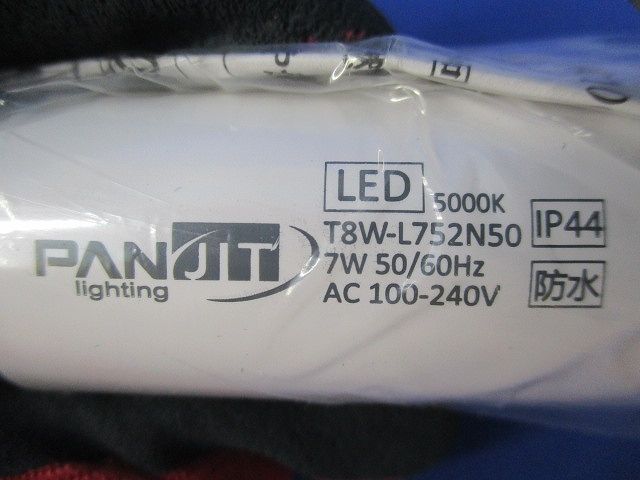 PANJIT
lighting
LED 5000K
T8W-L752N50
7W 50/60Hz
AC 100-240V
IP44
防水